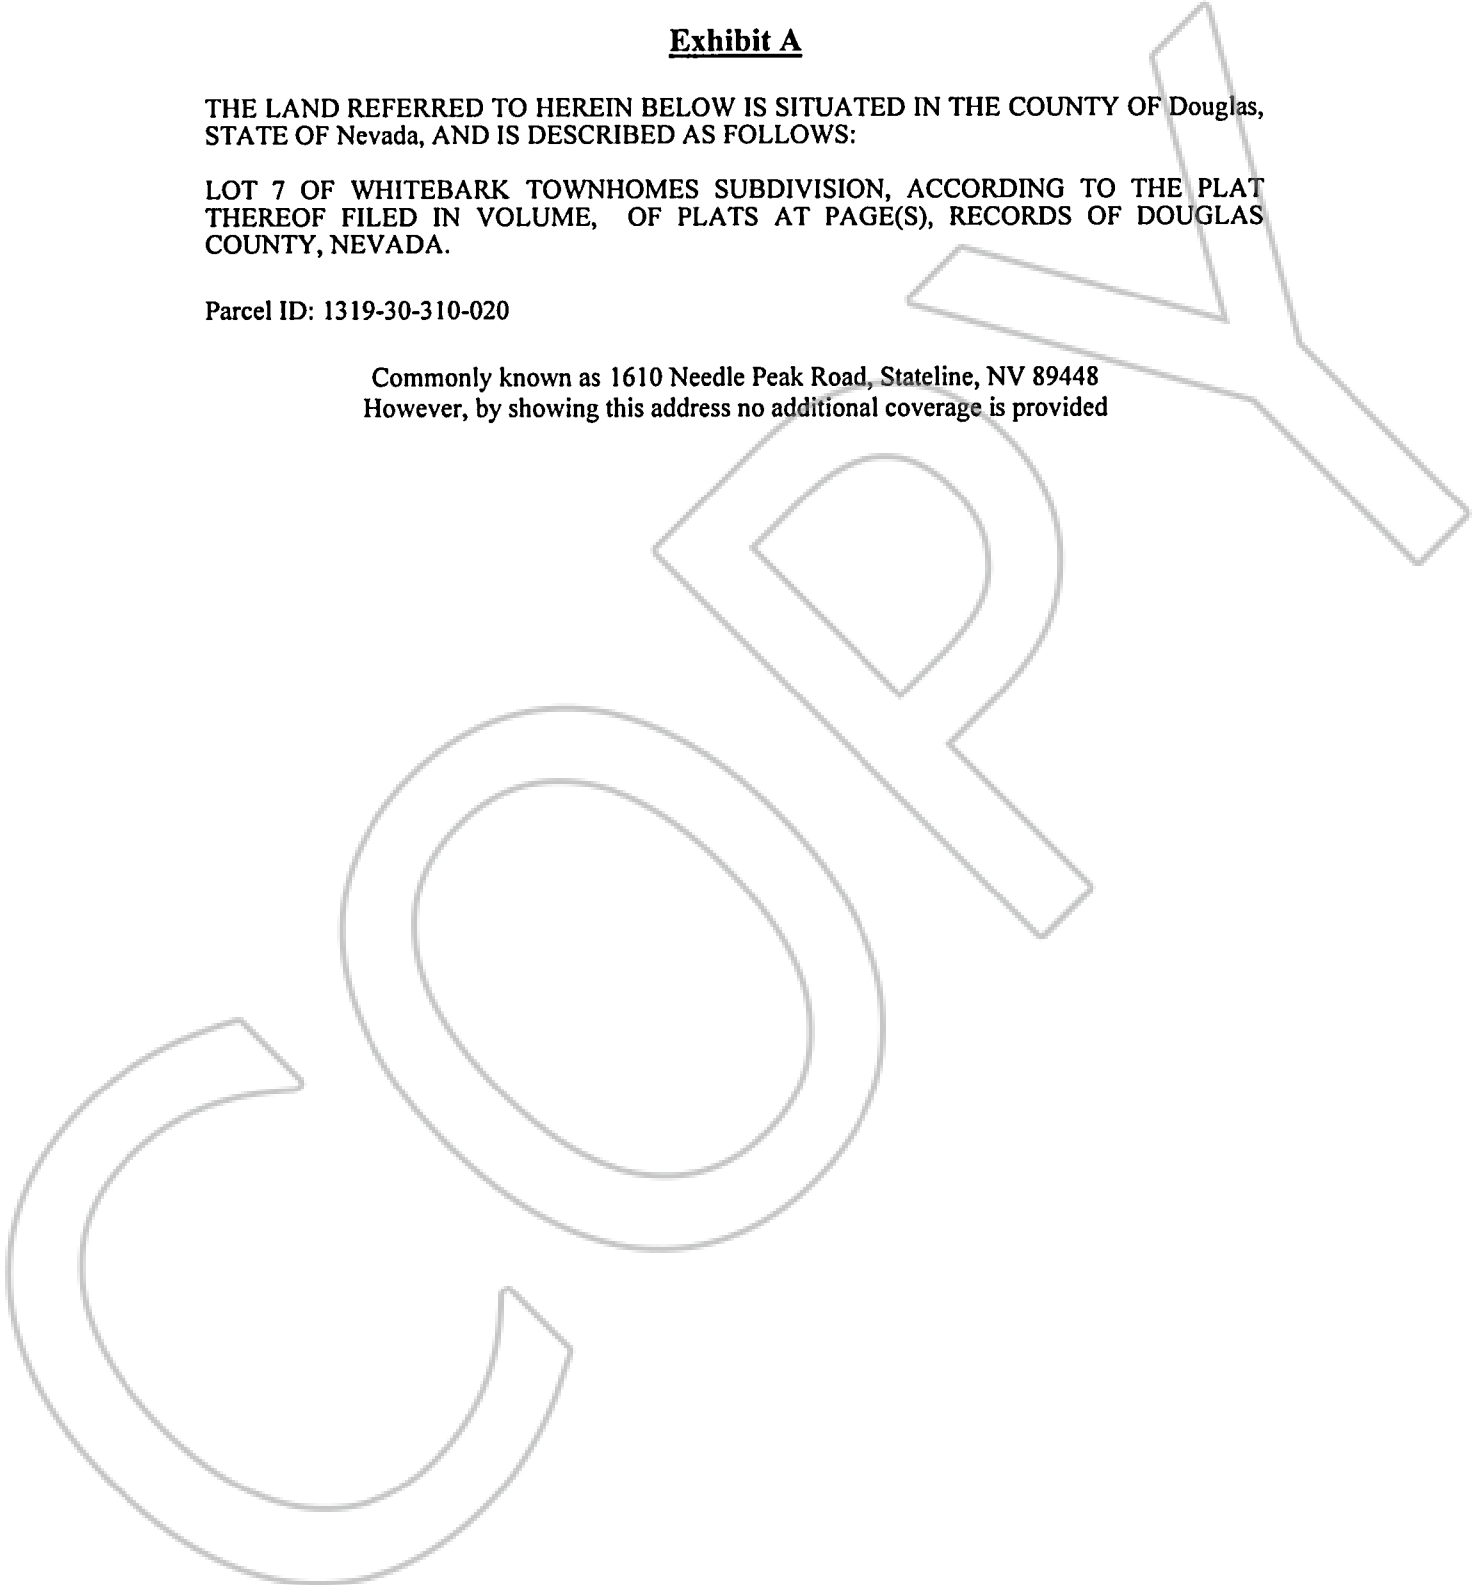 Exhibit A
THE LAND REFERRED TO HEREIN BELOW IS SITUATED IN THE COUNTY OF Douglas,
STATE OF Nevada, AND IS DESCRIBED AS FOLLOWS:
LOT 7 OF WHITEBARK TOWNHOMES SUBDIVISION, ACCORDING TO THE PLAT
THEREOF FILED IN VOLUME, OF PLATS AT PAGE(S), RECORDS OF DOUGLAS
COUNTY, NEVADA.
Parcel ID: 1319-30-310-020
Commonly known as 1610 Needle Peak Road, Stateline, NV 89448
However, by showing this address no additional coverage is provided
COPY